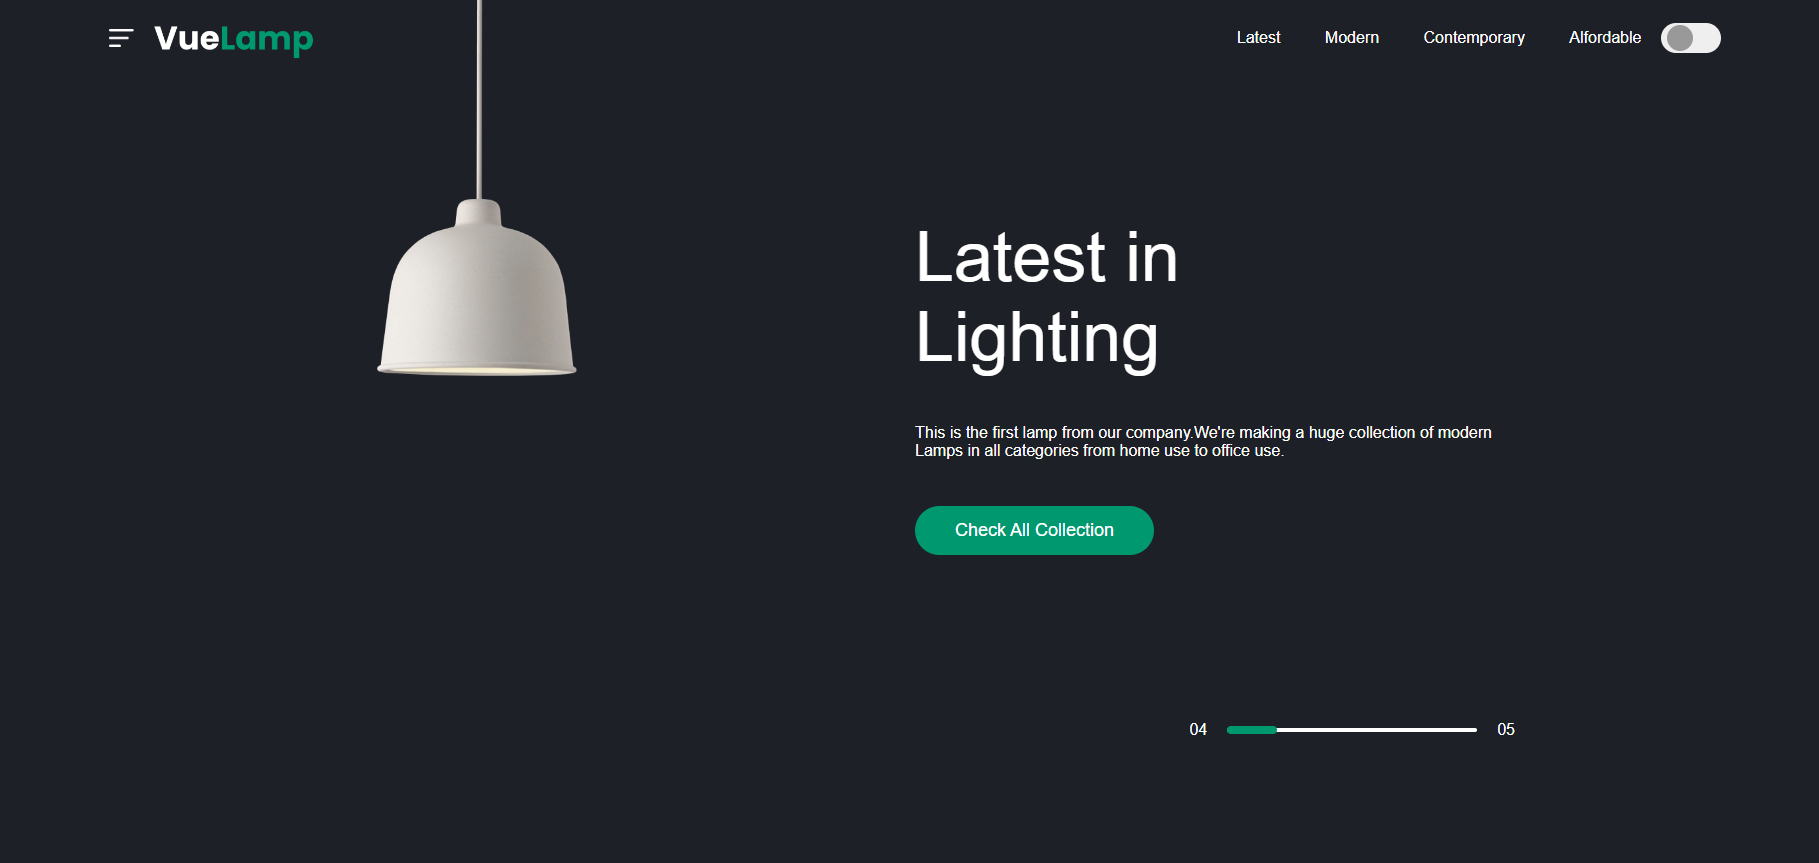 VueLamp
Latest Modern Contemporary Alfordable
Latest in
Lighting
This is the first lamp from our company.We're making a huge collection of modern
Lamps in all categories from home use to office use.
Check All Collection
04 05